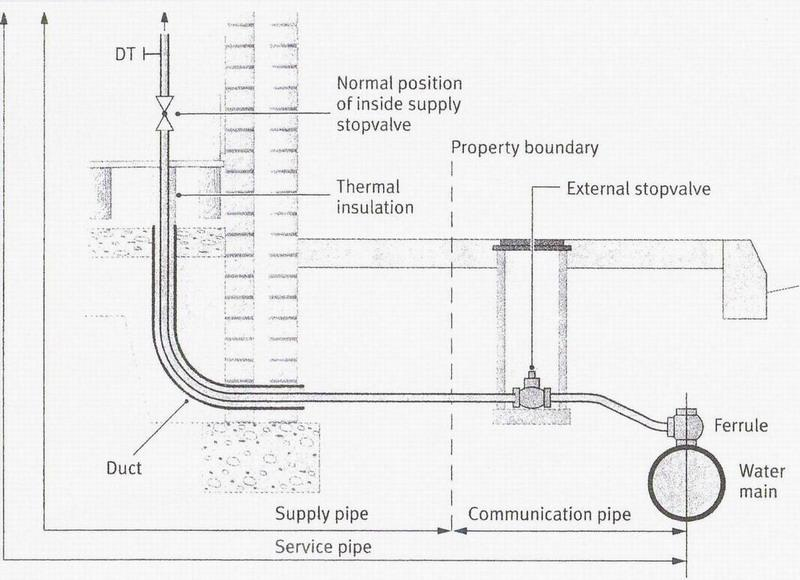 DT
Normal position
of inside supply
stopvalve
Property boundary
Thermal
insulation
External stopvalve
Duct
Ferrule
Water
main
Supply pipe
Communication pipe
Service pipe